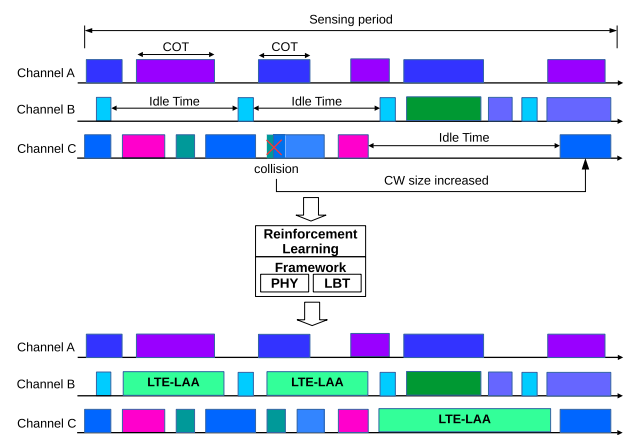 Sensing period
COT
COT
Channel A
Channel B
Idle Time
Idle Time
Channel C
Idle Time
collision
CW size increased
Reinforcement
Learning
Framework
PHY
LBT
Channel A
Channel B
LTE-LAA
LTE-LAA
Channel C
LTE-LAA